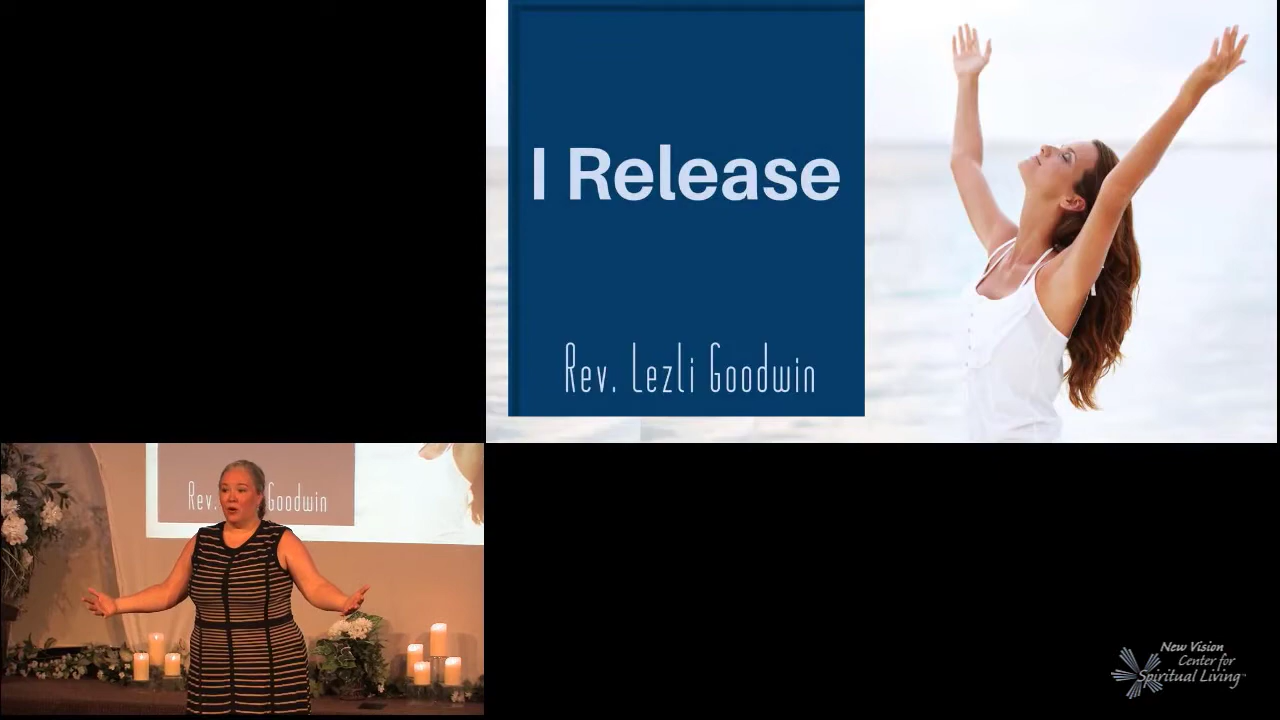 I Release
Rev. Lezli Goodwin
Rev.
Goodwin
New Vision
Center for
Spiritual Living